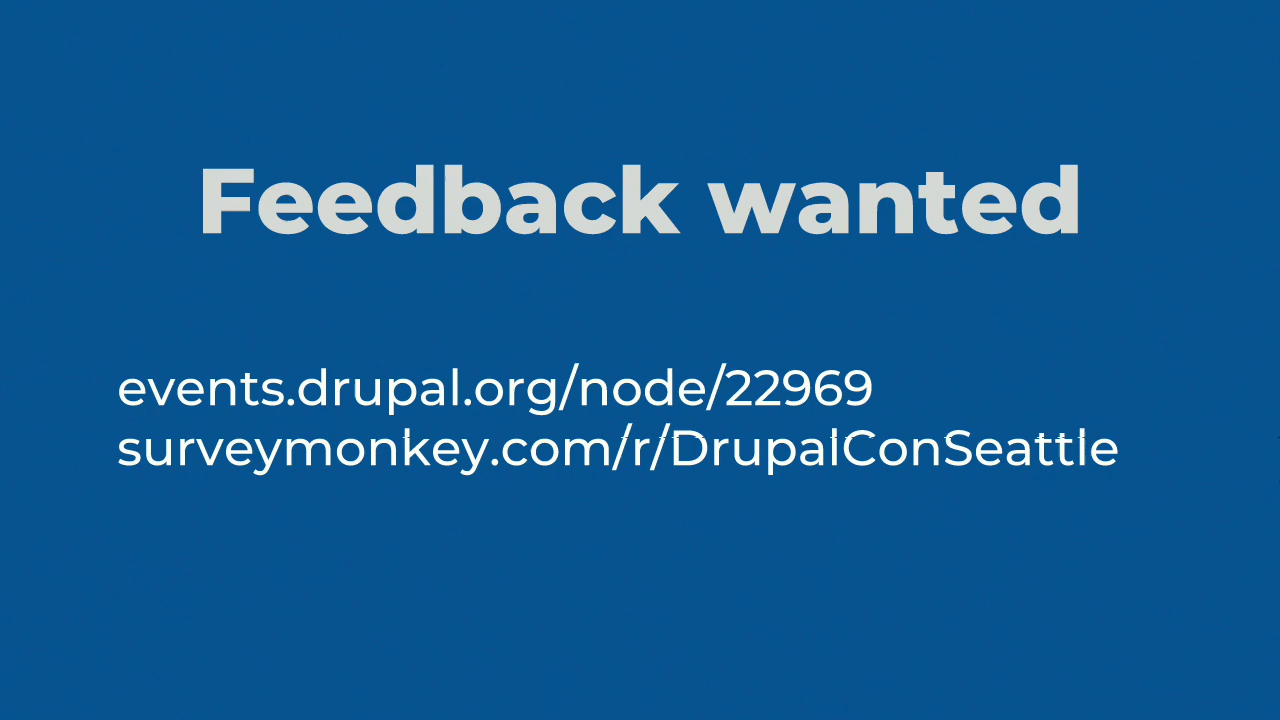 Feedback wanted
events.drupal.org/node/22969
surveymonkey.com/r/DrupalConSeattle